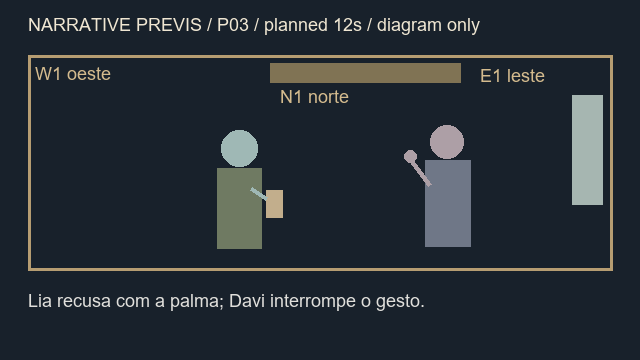 NARRATIVE PREVIS / P03 / planned 12s / diagram only
W1 oeste
E1 leste
N1 norte
Lia recusa com a palma; Davi interrompe o gesto.